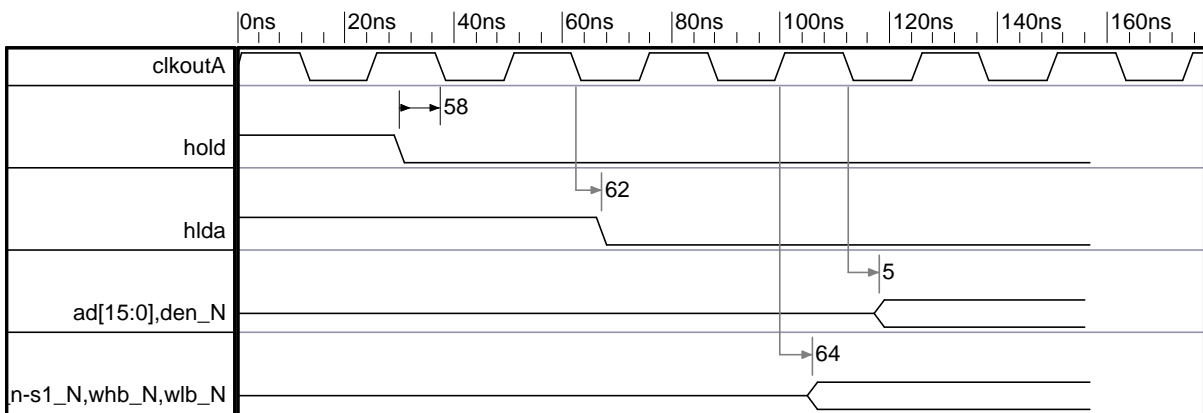 0ns 20ns 40ns 60ns 80ns 100ns 120ns 140ns 160ns
clkoutA
58
hold
62
hlda
5
ad[15:0],den_N
64
n-s1_N,whb_N,wlb_N